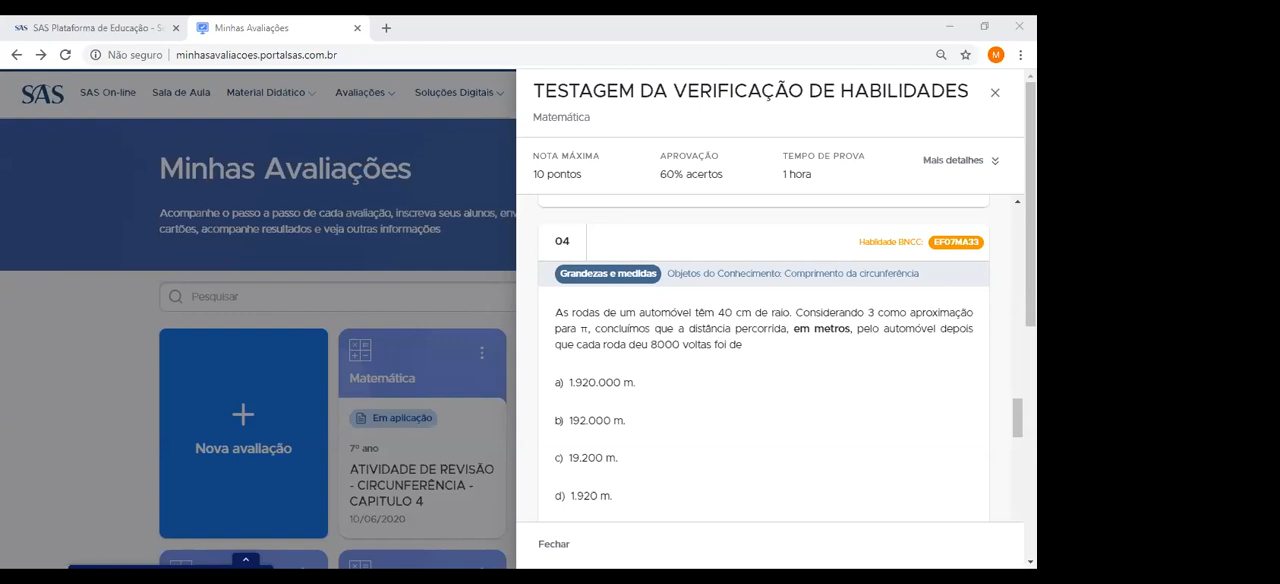 SAS SAS Plataforma de Educação - S
Minhas Avaliações
Não seguro | minhasavaliacoes.portalsas.com.br
M
SAS
SAS On-line
Sala de Aula
Material Didático
Avaliações
Soluções Digitais
Minhas Avaliações
Acompanhe o passo a passo de cada avaliação, inscreva seus alunos,
cartões, acompanhe resultados e veja outras informações
Pesquisar
Nova avaliação
Matemática
Em aplicação
7º ano
ATIVIDADE DE REVISÃO
- CIRCUNFERÊNCIA -
CAPITULO 4
10/06/2020
TESTAGEM DA VERIFICAÇÃO DE HABILIDADES
Matemática
NOTA MÁXIMA
10 pontos
APROVAÇÃO
60% acertos
TEMPO DE PROVA
1 hora
Mais detalhes
04
Habilidade BNCC: EF07MA33
Grandezas e medidas
Objetos do Conhecimento: Comprimento da circunferência
As rodas de um automóvel têm 40 cm de raio. Considerando 3 como aproximação
para π, concluímos que a distância percorrida, em metros, pelo automóvel depois
que cada roda deu 8000 voltas foi de
a) 1.920.000 m.
b) 192.000 m.
c) 19.200 m.
d) 1.920 m.
Fechar